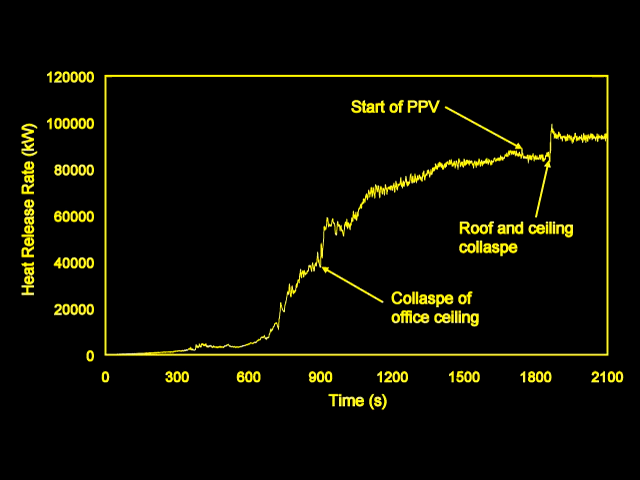 120000
100000
80000
60000
40000
20000
0
Heat Release Rate (kW)
Start of PPV
Roof and ceiling
collaspe
Collaspe of
office ceiling
0 300 600 900 1200 1500 1800 2100
Time (s)